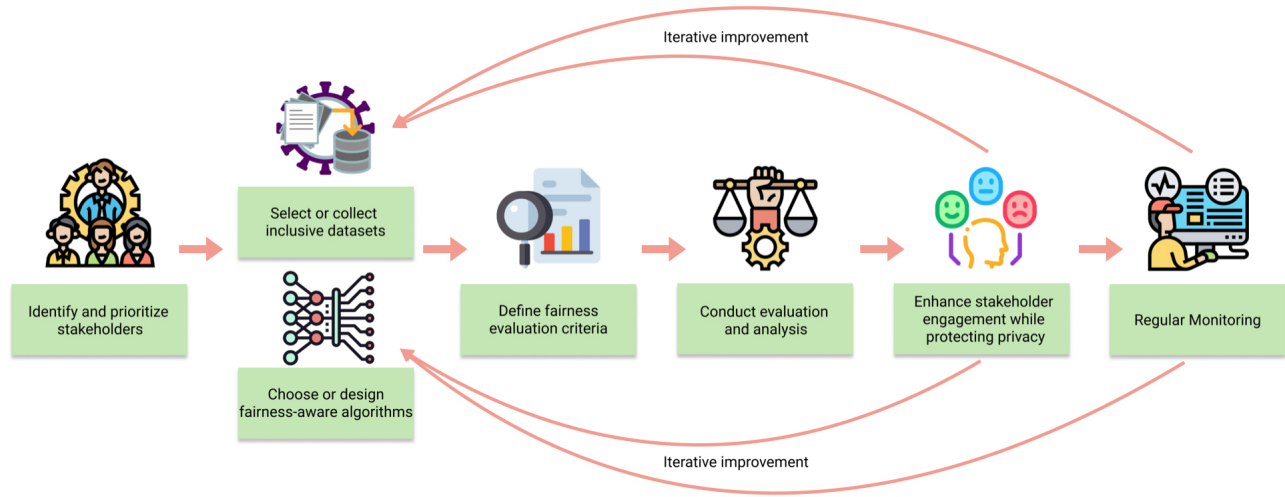 Iterative improvement
Select or collect
inclusive datasets
Identify and prioritize
stakeholders
Choose or design
fairness-aware algorithms
Define fairness
evaluation criteria
Conduct evaluation
and analysis
Enhance stakeholder
engagement while
protecting privacy
Regular Monitoring
Iterative improvement